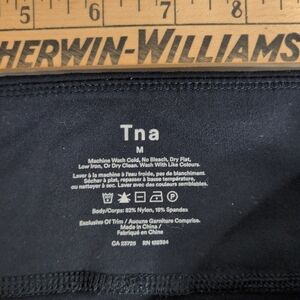 5 6 7 8
SHERWIN-WILLIAMS
Tna
M
Machine Wash Cold, No Bleach, Dry Flat,
Low Iron, Or Dry Clean. Wash With Like Colours.
Laver à la machine à l'eau froide, pas de blanchiment.
Sécher à plat, repasser à basse température,
ou nettoyer à sec. Laver avec des couleurs semblables.
Body/Corps: 82% Nylon, 18% Spandex
Exclusive Of Trim / Aucune Garniture Comprise.
Made in China /
Fabriqué en Chine
CA 23725 RN